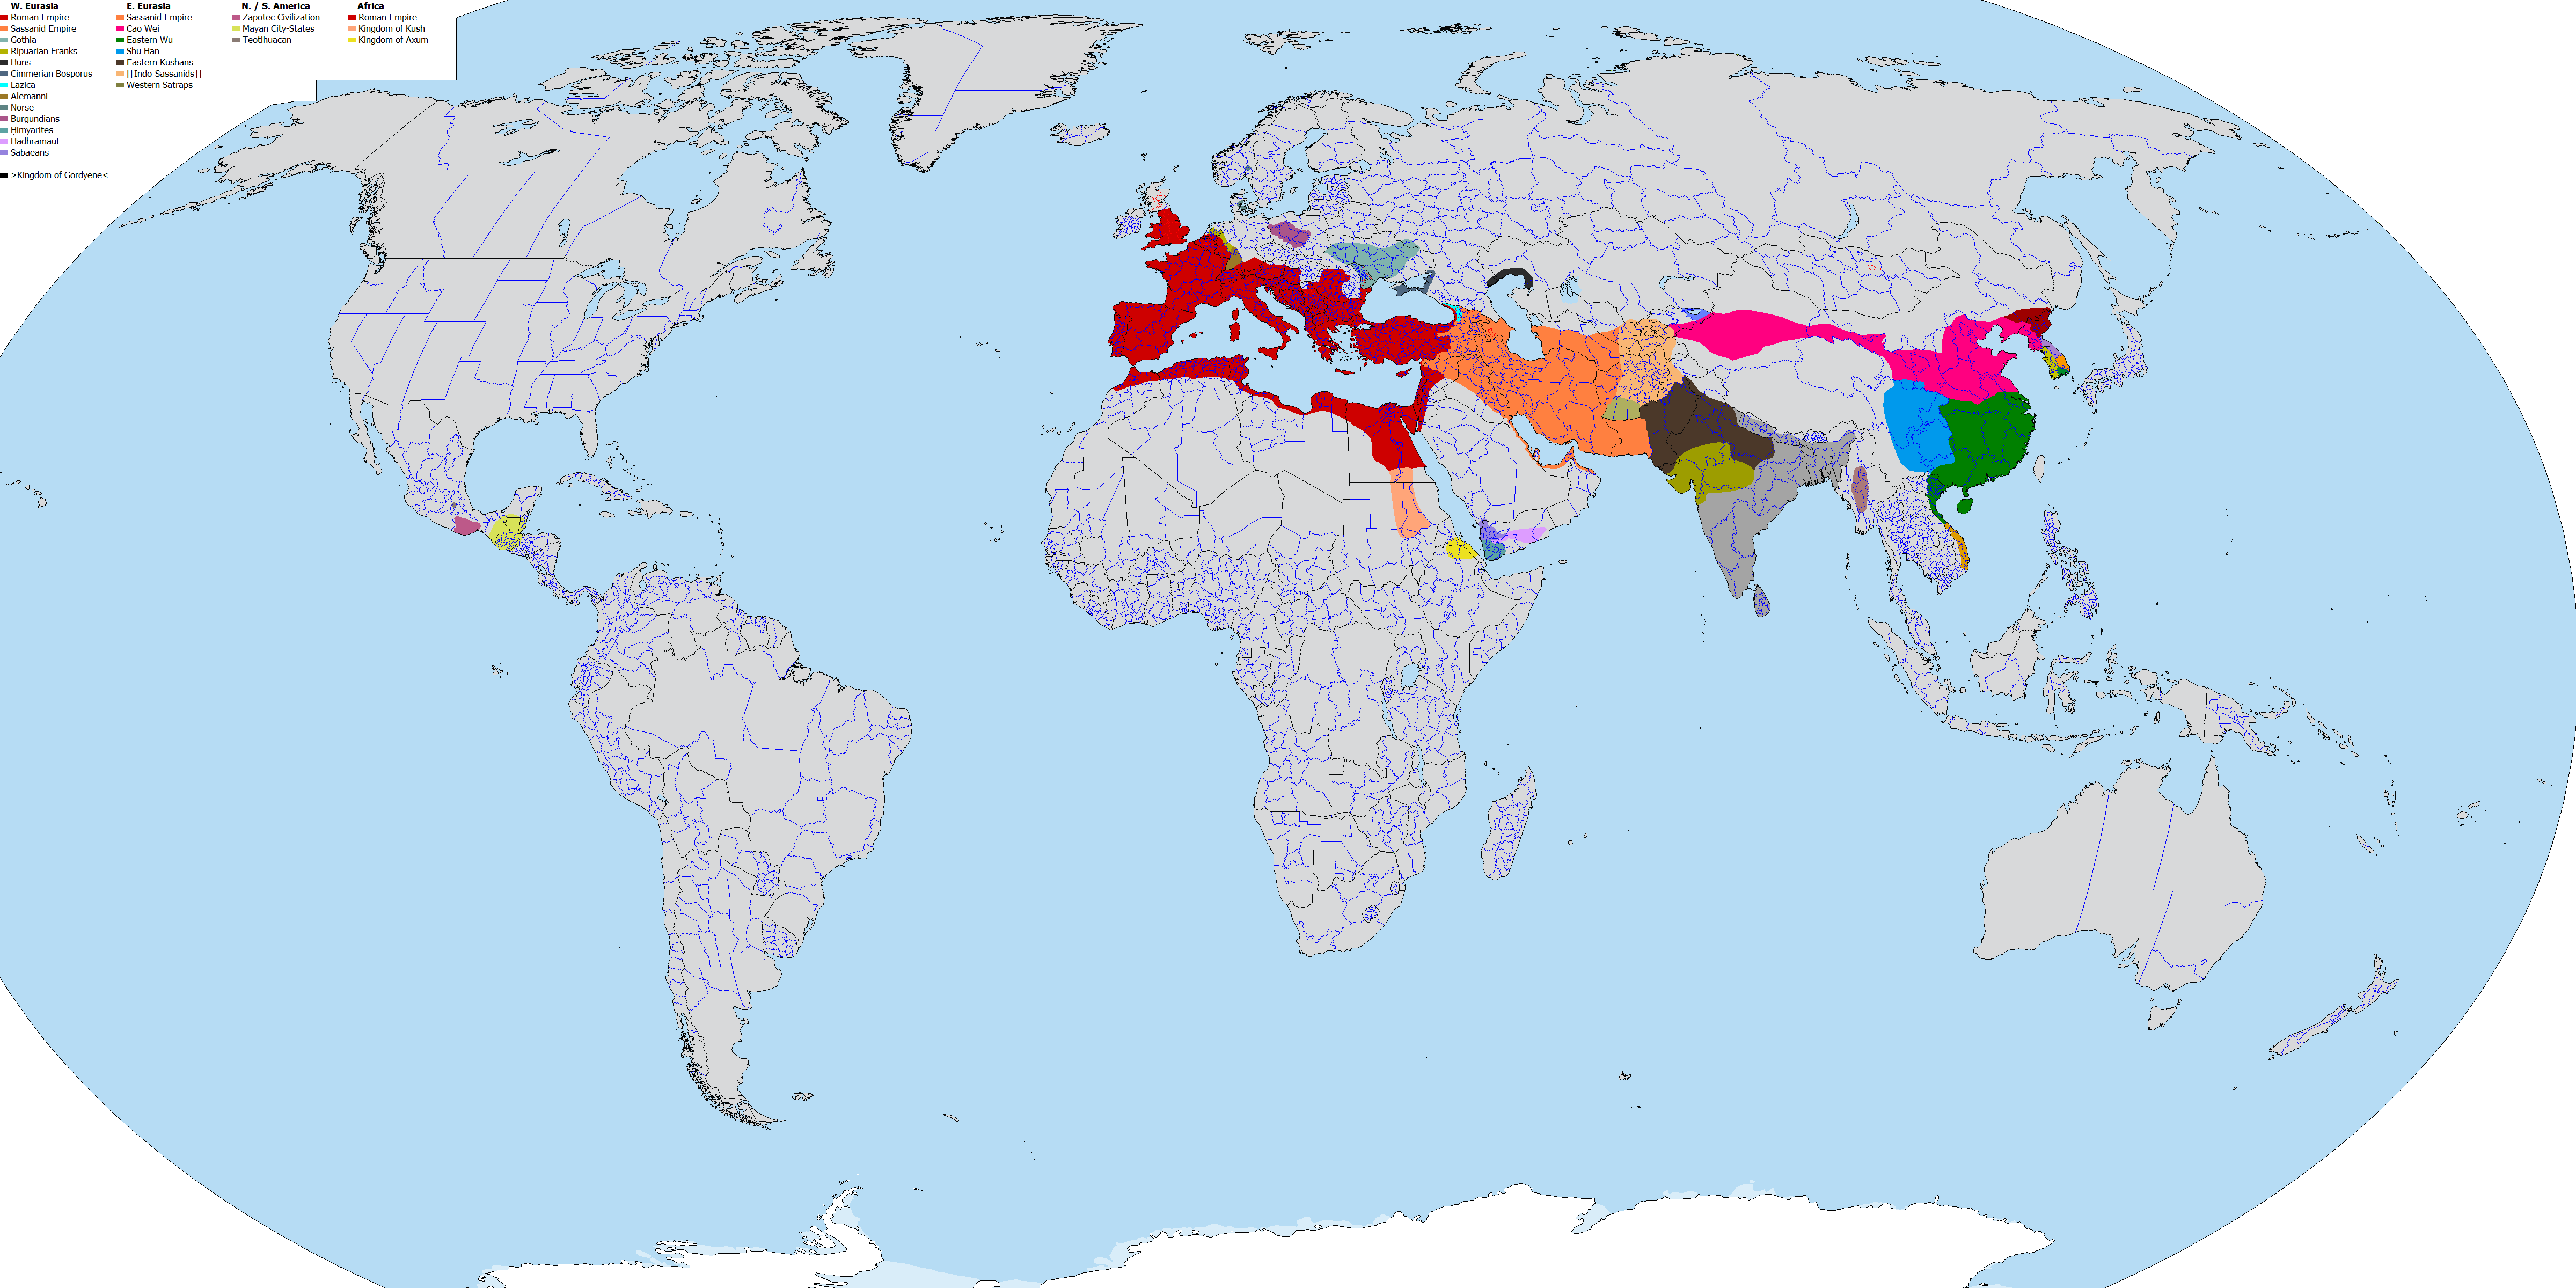 W. Eurasia
Roman Empire
Sassanid Empire
Gothia
Ripuarian Franks
Huns
Cimmerian Bosporus
Lazica
Alemanni
Norse
Burgundians
Himyarites
Hadhramaut
Sabaeans
>Kingdom of Gordyene<
E. Eurasia
Sassanid Empire
Cao Wei
Eastern Wu
Shu Han
Eastern Kushans
[[Indo-Sassanids]]
Western Satraps
N. / S. America
Zapotec Civilization
Mayan City-States
Teotihuacan
Africa
Roman Empire
Kingdom of Kush
Kingdom of Axum